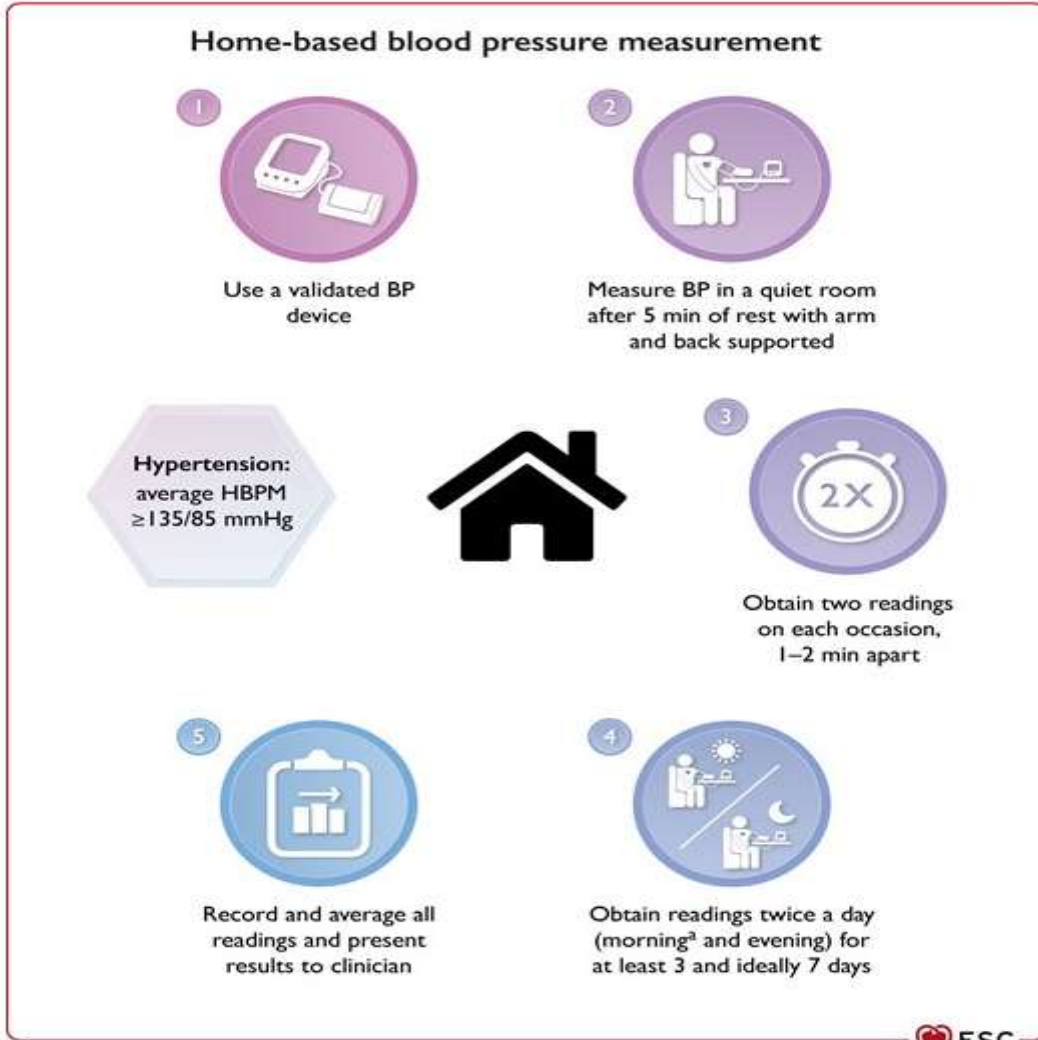 Home-based blood pressure measurement
1
Use a validated BP
device
2
Measure BP in a quiet room
after 5 min of rest with arm
and back supported
Hypertension:
average HBPM
≥135/85 mmHg
3
2X
Obtain two readings
on each occasion,
1–2 min apart
5
Record and average all
readings and present
results to clinician
4
Obtain readings twice a day
(morningª and evening) for
at least 3 and ideally 7 days
ESC